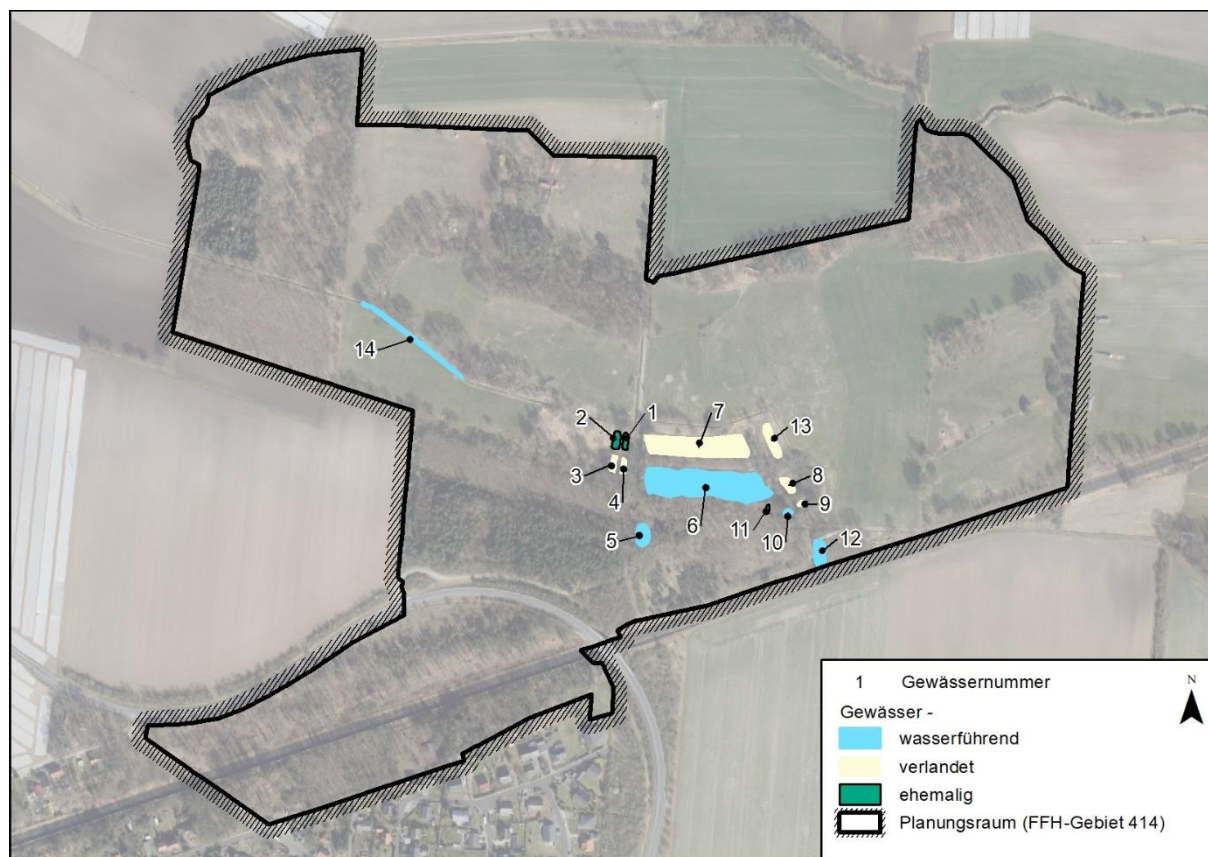 14
2
1
7
13
3
4
8
9
6
11
10
5
12
1 Gewässernummer
N
Gewässer -
wasserführend
verlandet
ehemalig
Planungsraum (FFH-Gebiet 414)